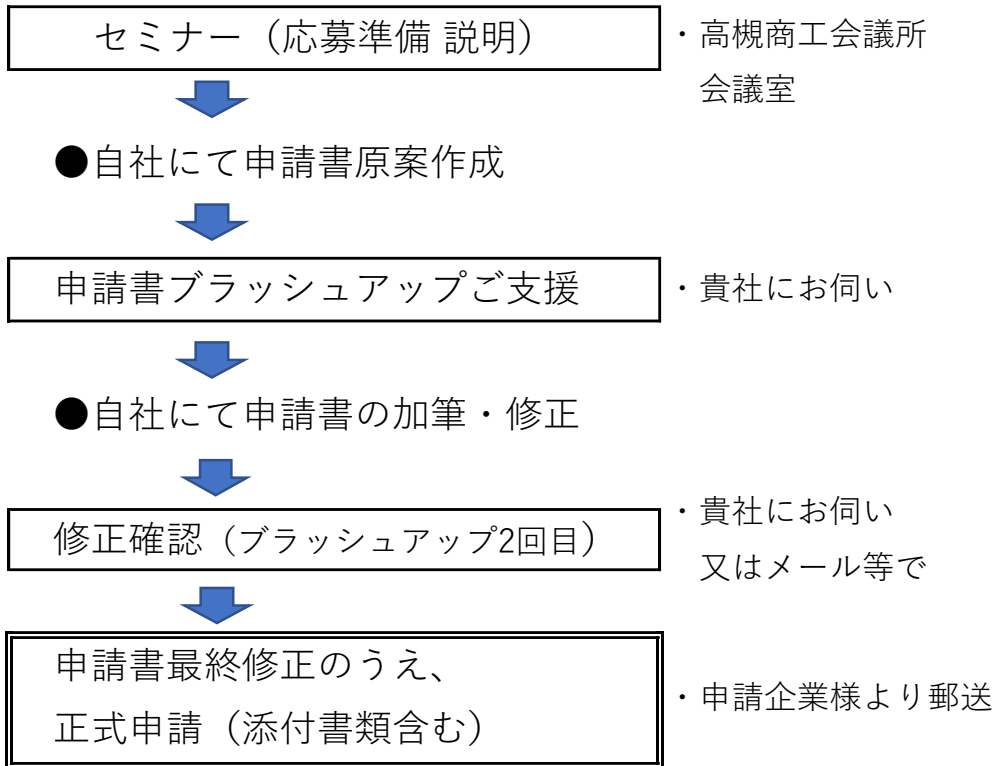 セミナー（応募準備 説明）
・高槻商工会議所
会議室
●自社にて申請書原案作成
申請書ブラッシュアップご支援
・貴社にお伺い
●自社にて申請書の加筆・修正
修正確認（ブラッシュアップ2回目）
・貴社にお伺い
又はメール等で
申請書最終修正のうえ、
正式申請（添付書類含む）
・申請企業様より郵送